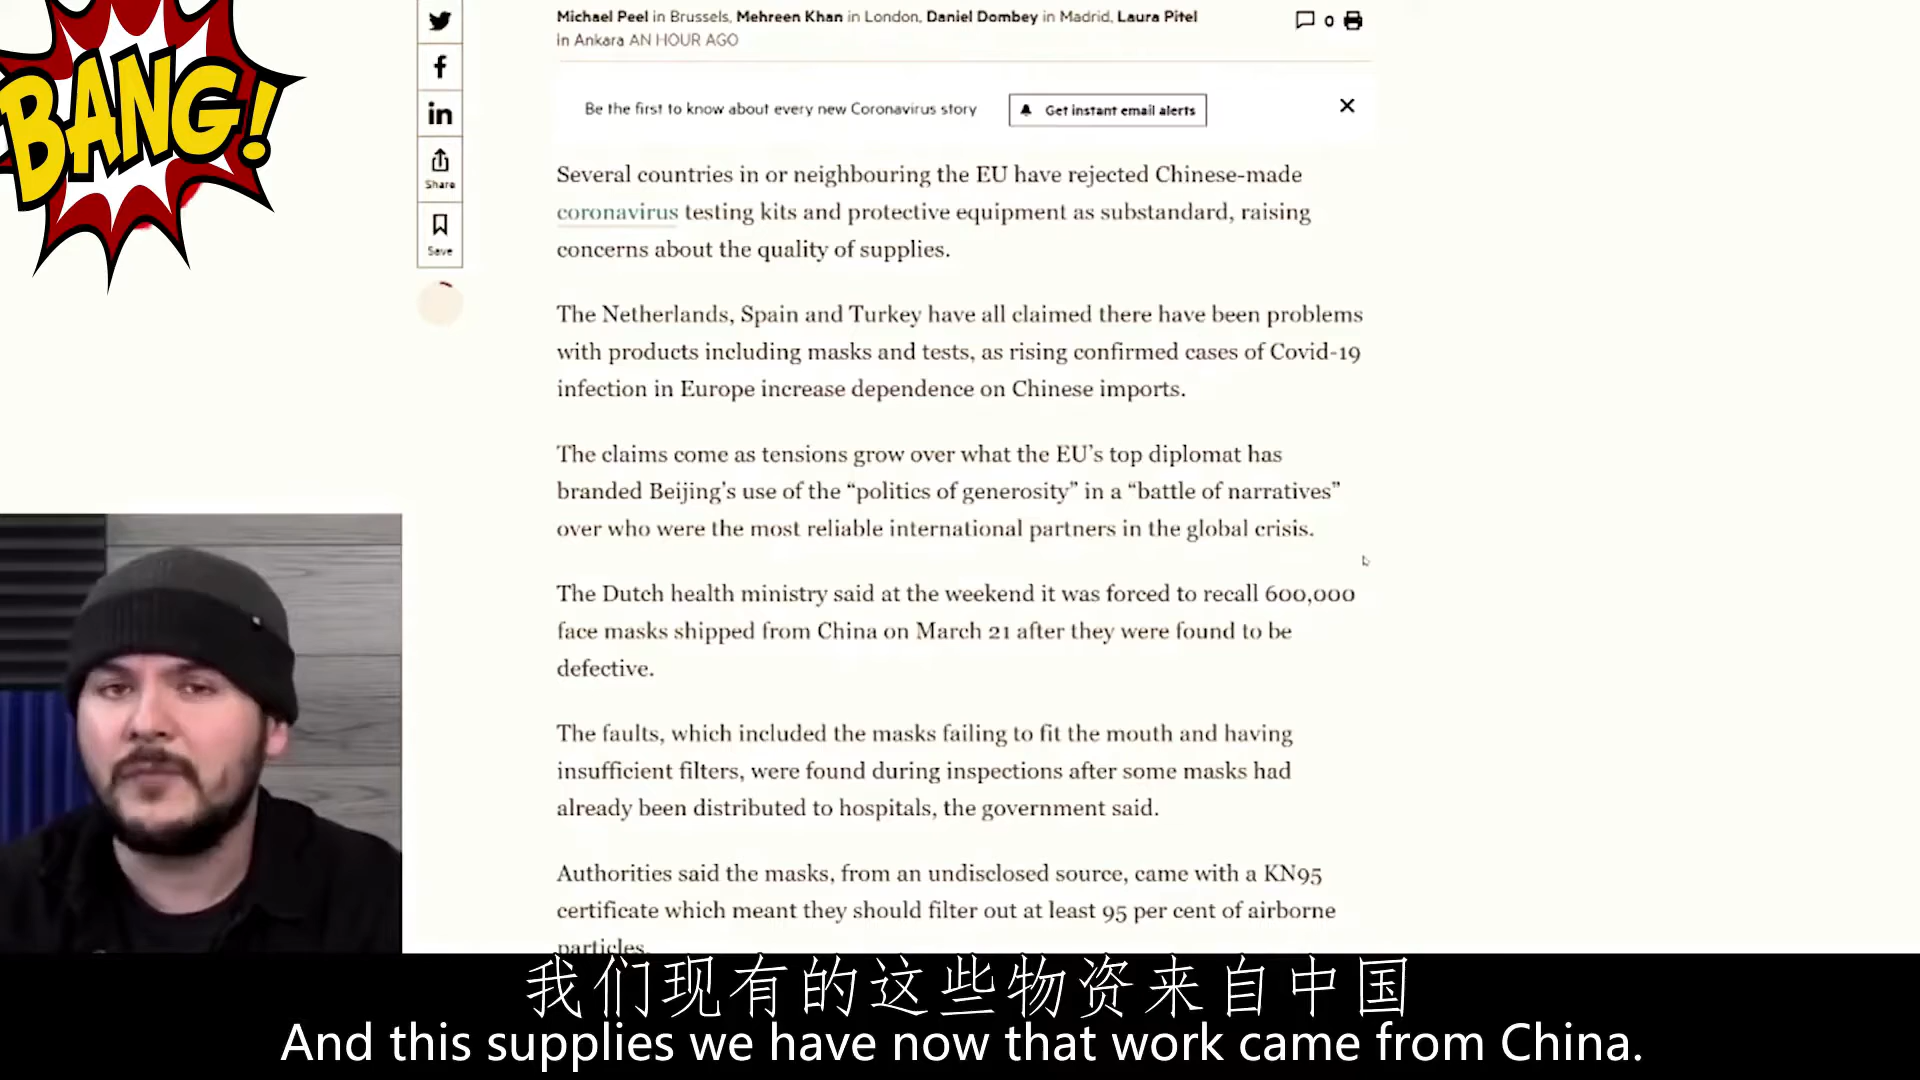 BANG!
Michael Peel in Brussels, Mehreen Khan in London, Daniel Dombey in Madrid, Laura Pitel
in Ankara AN HOUR AGO
0
Be the first to know about every new Coronavirus story
Get instant email alerts
Share
Save
Several countries in or neighbouring the EU have rejected Chinese-made
coronavirus testing kits and protective equipment as substandard, raising
concerns about the quality of supplies.
The Netherlands, Spain and Turkey have all claimed there have been problems
with products including masks and tests, as rising confirmed cases of Covid-19
infection in Europe increase dependence on Chinese imports.
The claims come as tensions grow over what the EU's top diplomat has
branded Beijing's use of the “politics of generosity” in a “battle of narratives”
over who were the most reliable international partners in the global crisis.
The Dutch health ministry said at the weekend it was forced to recall 600,000
face masks shipped from China on March 21 after they were found to be
defective.
The faults, which included the masks failing to fit the mouth and having
insufficient filters, were found during inspections after some masks had
already been distributed to hospitals, the government said.
Authorities said the masks, from an undisclosed source, came with a KN95
certificate which meant they should filter out at least 95 per cent of airborne
particles.
我们现有的这些物资来自中国
And this supplies we have now that work came from China.